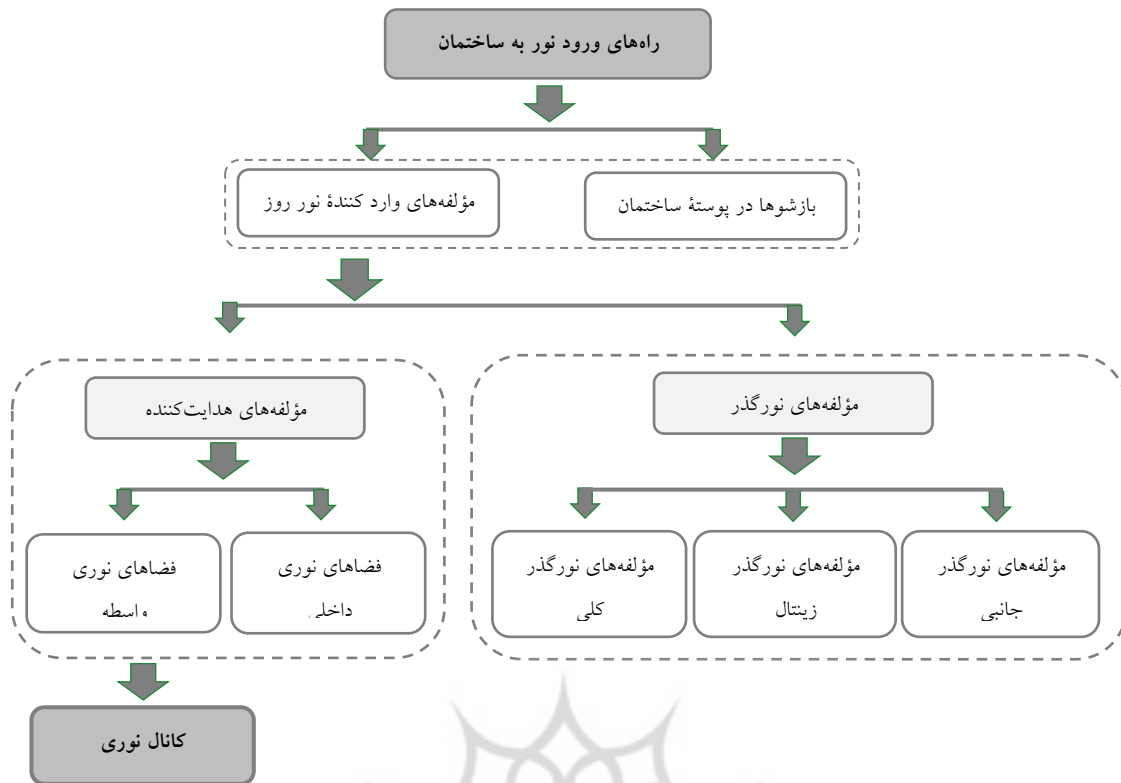 راه‌های ورود نور به ساختمان
بازشوها در پوستهٔ ساختمان
مؤلفه‌های وارد کنندهٔ نور روز
مؤلفه‌های نورگذر
مؤلفه‌های هدایت‌کننده
مؤلفه‌های نورگذر
جانبی
مؤلفه‌های نورگذر
زینتال
مؤلفه‌های نورگذر
کلی
فضاهای نوری
داخلی
فضاهای نوری
واسطه
کانال نوری